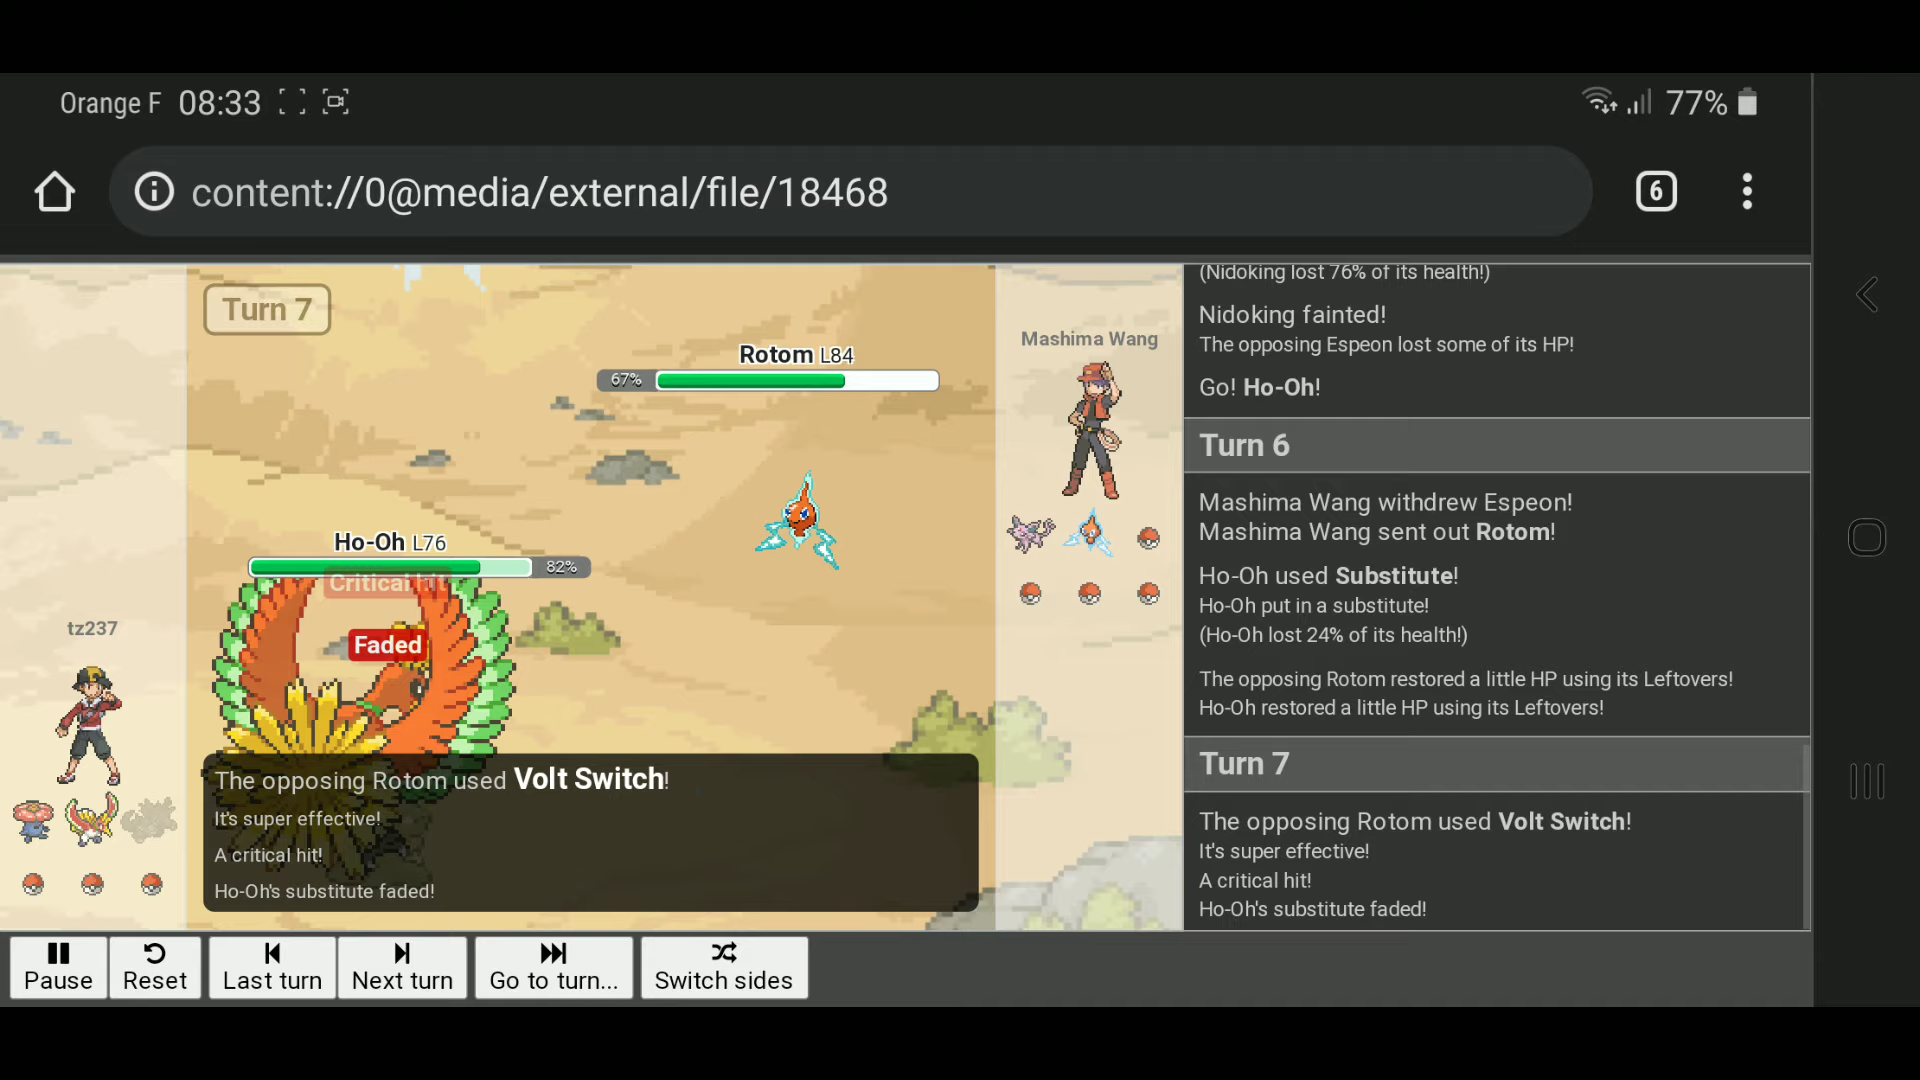 Orange F 08:33
77%
content://0@media/external/file/18468
6
Turn 7
Rotom L84
67%
Ho-Oh L76
82%
Critical hit
Faded
tz237
Mashima Wang
The opposing Rotom used Volt Switch!
It's super effective!
A critical hit!
Ho-Oh's substitute faded!
(Nidoking lost 76% of its health!)
Nidoking fainted!
The opposing Espeon lost some of its HP!
Go! Ho-Oh!
Turn 6
Mashima Wang withdrew Espeon!
Mashima Wang sent out Rotom!
Ho-Oh used Substitute!
Ho-Oh put in a substitute!
(Ho-Oh lost 24% of its health!)
The opposing Rotom restored a little HP using its Leftovers!
Ho-Oh restored a little HP using its Leftovers!
Turn 7
The opposing Rotom used Volt Switch!
It's super effective!
A critical hit!
Ho-Oh's substitute faded!
Pause
Reset
Last turn
Next turn
Go to turn...
Switch sides